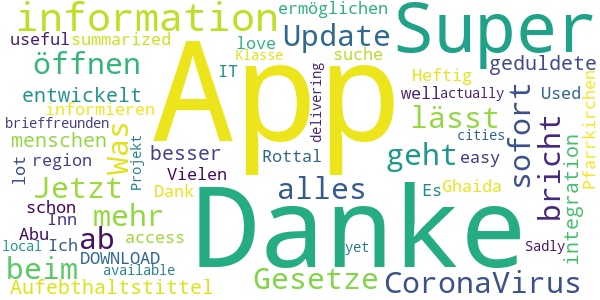 information
ermöglichen
Super
useful
summarized
love
Update
App
Klasse
suche
öffnen
IT
delivering
geduldete
entwickelt
Heftig
well
actually
Used
informieren
lässt
sofort
brieffreunden
Was
menschen
besser
Rottal
geht
easy
cities
bricht
integration
Pfarrkirchen
lot
region
Projekt
Vielen
Jetzt
Dank
alles
Es
Ghaida
schon
mehr
Danke
Inn
Abu
Ich
ab
access
yet
Sadly
local
beim
DOWNLOAD
available
Gesetze
CoronaVirus
Aufebthaltstittel